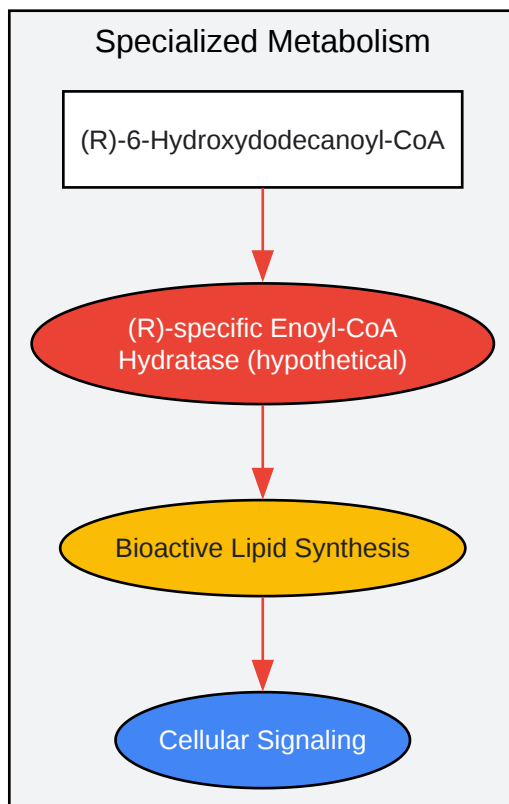 Specialized Metabolism
(R)-6-Hydroxydodecanoyl-CoA
(R)-specific Enoyl-CoA
Hydratase (hypothetical)
Bioactive Lipid Synthesis
Cellular Signaling